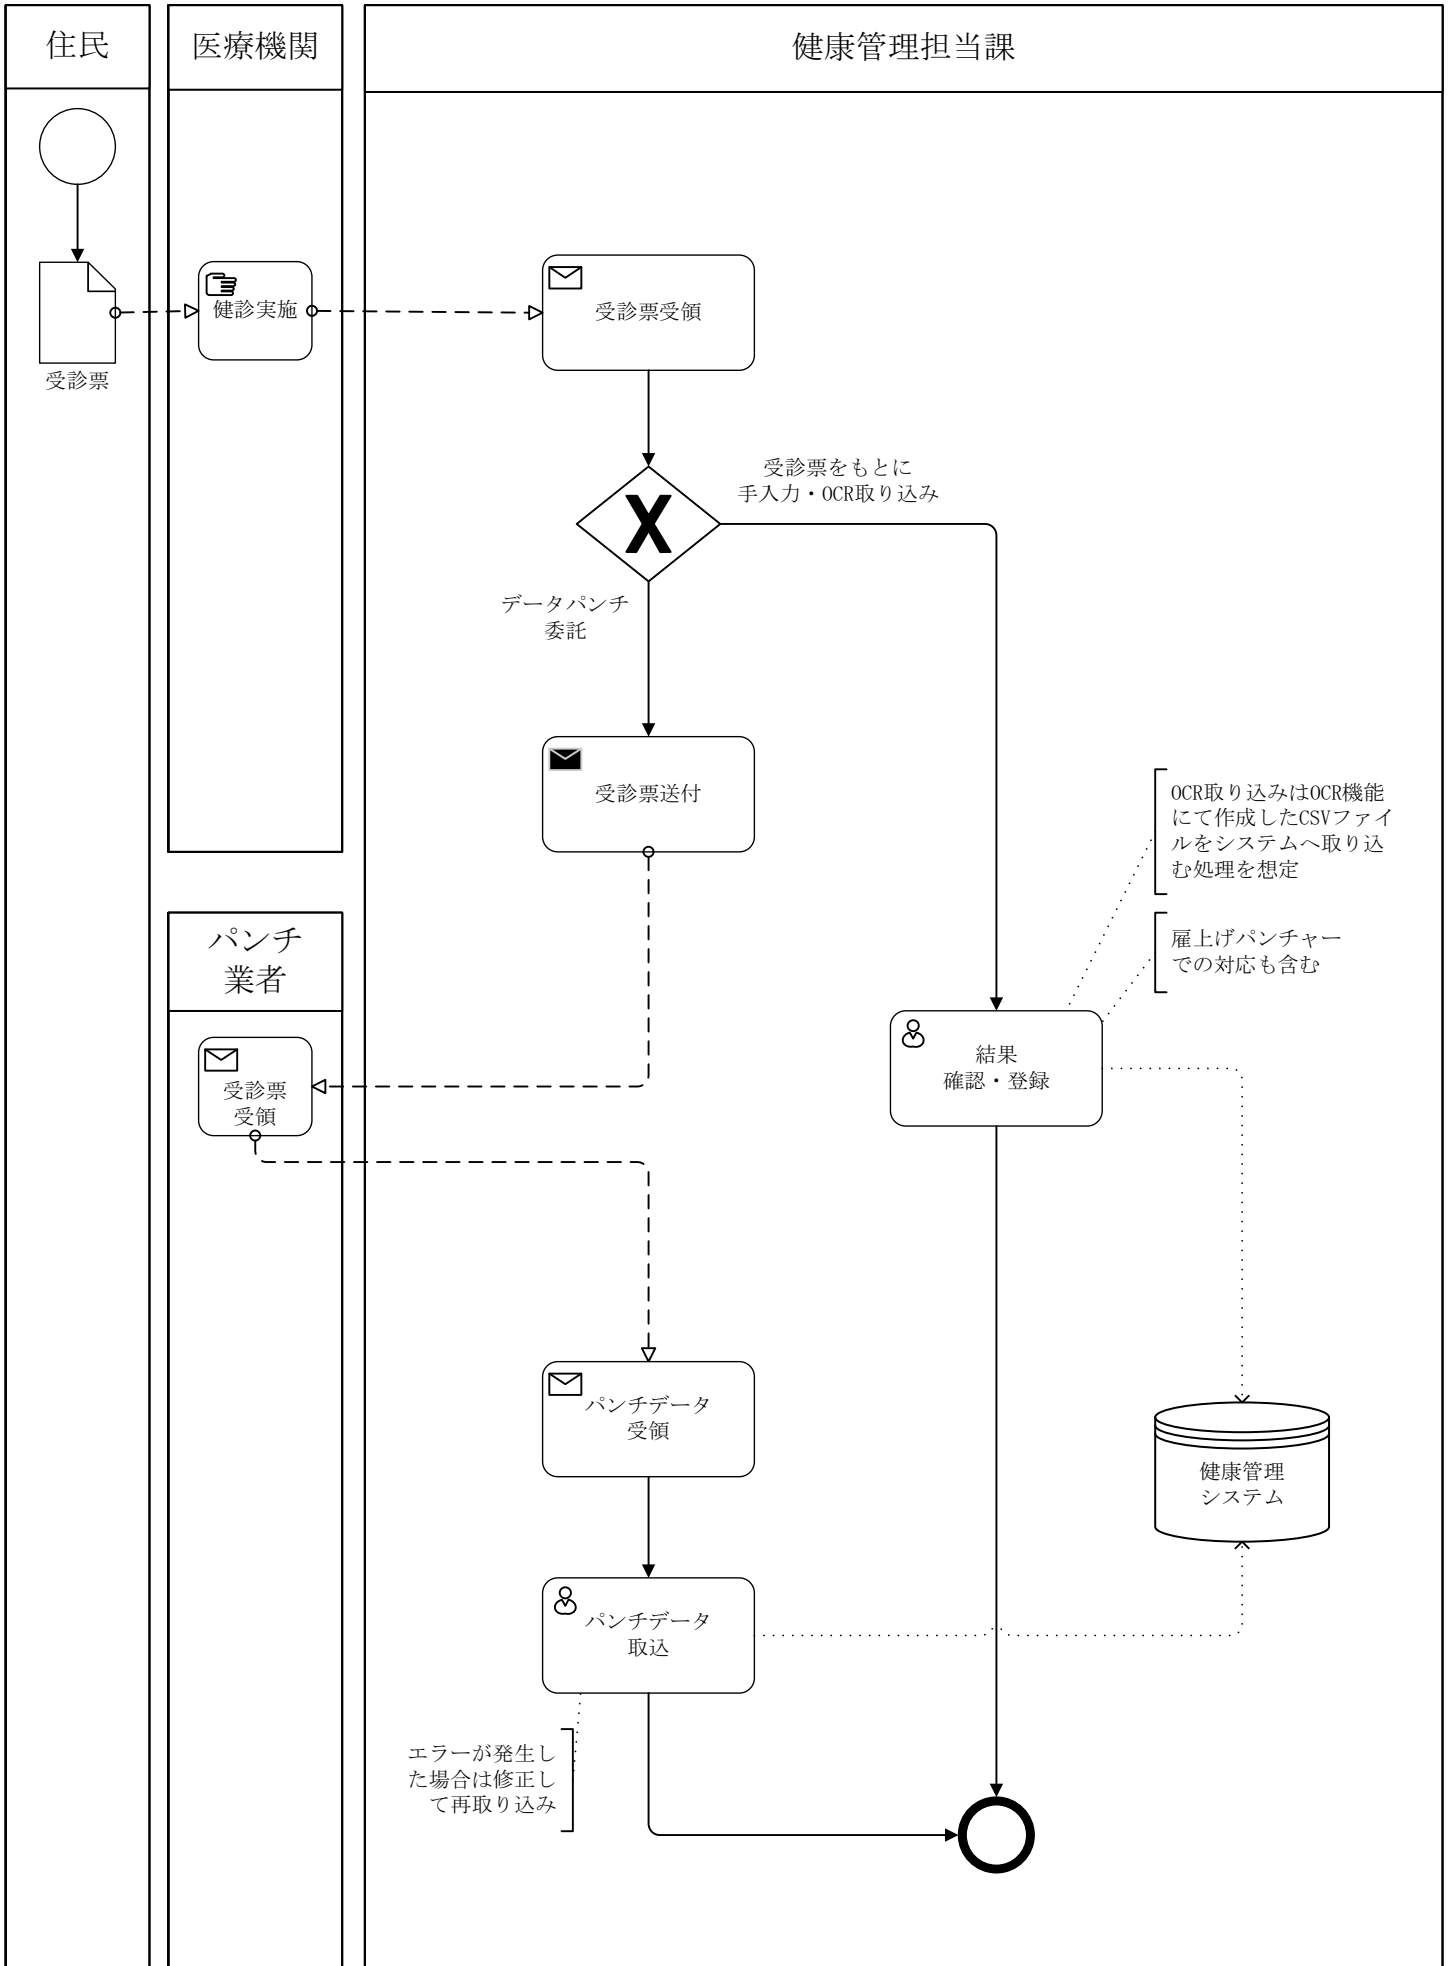 住民
医療機関
健康管理担当課
受診票
健診実施
受診票受領
受診票をもとに
手入力・OCR取り込み
データパンチ
委託
受診票送付
OCR取り込みはOCR機能
にて作成したCSVファイ
ルをシステムへ取り込
む処理を想定
雇上げパンチャー
での対応も含む
パンチ
業者
受診票
受領
結果
確認・登録
パンチデータ
受領
健康管理
システム
パンチデータ
取込
エラーが発生し
た場合は修正し
て再取り込み